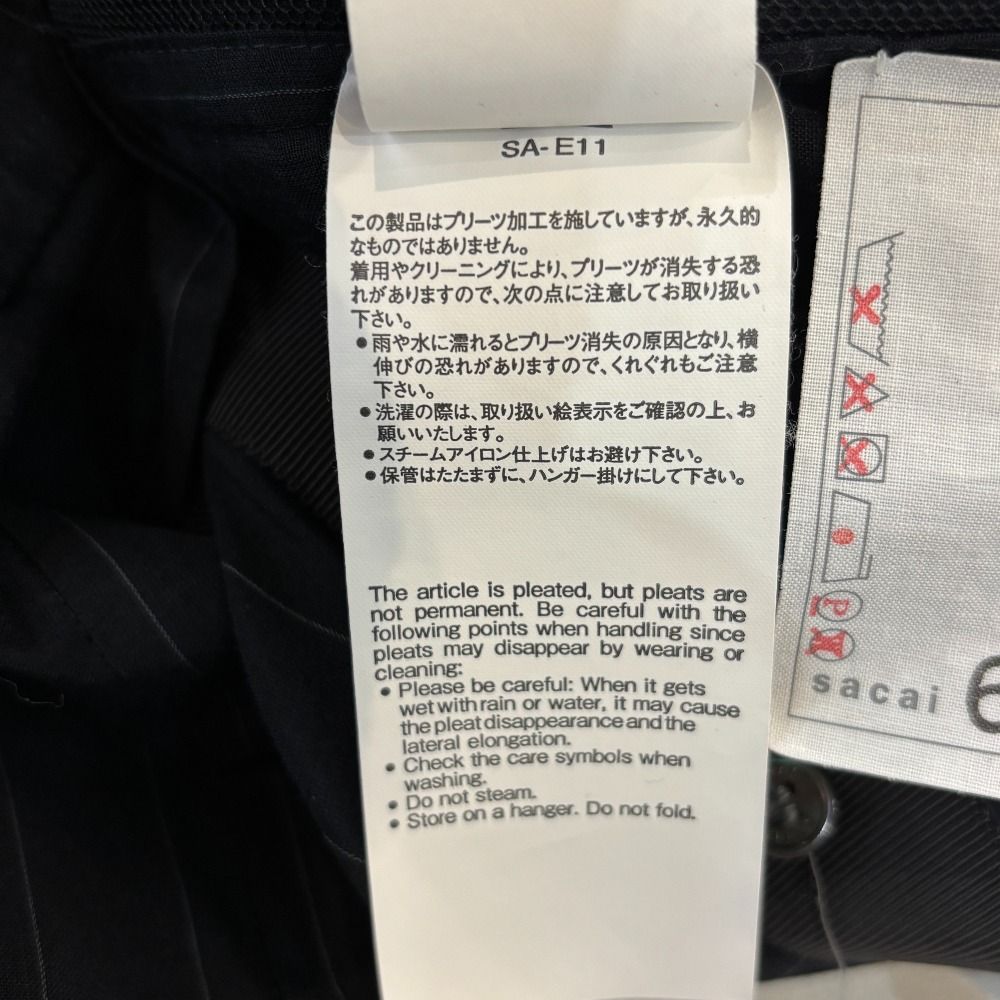 SA-E11
この製品はプリーツ加工を施していますが、永久的
なものではありません。
着用やクリーニングにより、プリーツが消失する恐
れがありますので、次の点に注意してお取り扱い
下さい。
●雨や水に濡れるとプリーツ消失の原因となり、横
伸びの恐れがありますので、くれぐれもご注意
下さい。
●洗濯の際は、取り扱い絵表示をご確認の上、お
願いいたします。
●スチームアイロン仕上げはお避け下さい。
●保管はたたまずに、ハンガー掛けにして下さい。
The article is pleated, but pleats are
not permanent. Be careful with the
following points when handling since
pleats may disappear by wearing or
cleaning:
● Please be careful: When it gets
wet with rain or water, it may cause
the pleat disappearance and the
lateral elongation.
● Check the care symbols when
washing.
● Do not steam.
● Store on a hanger. Do not fold.
P
sacai